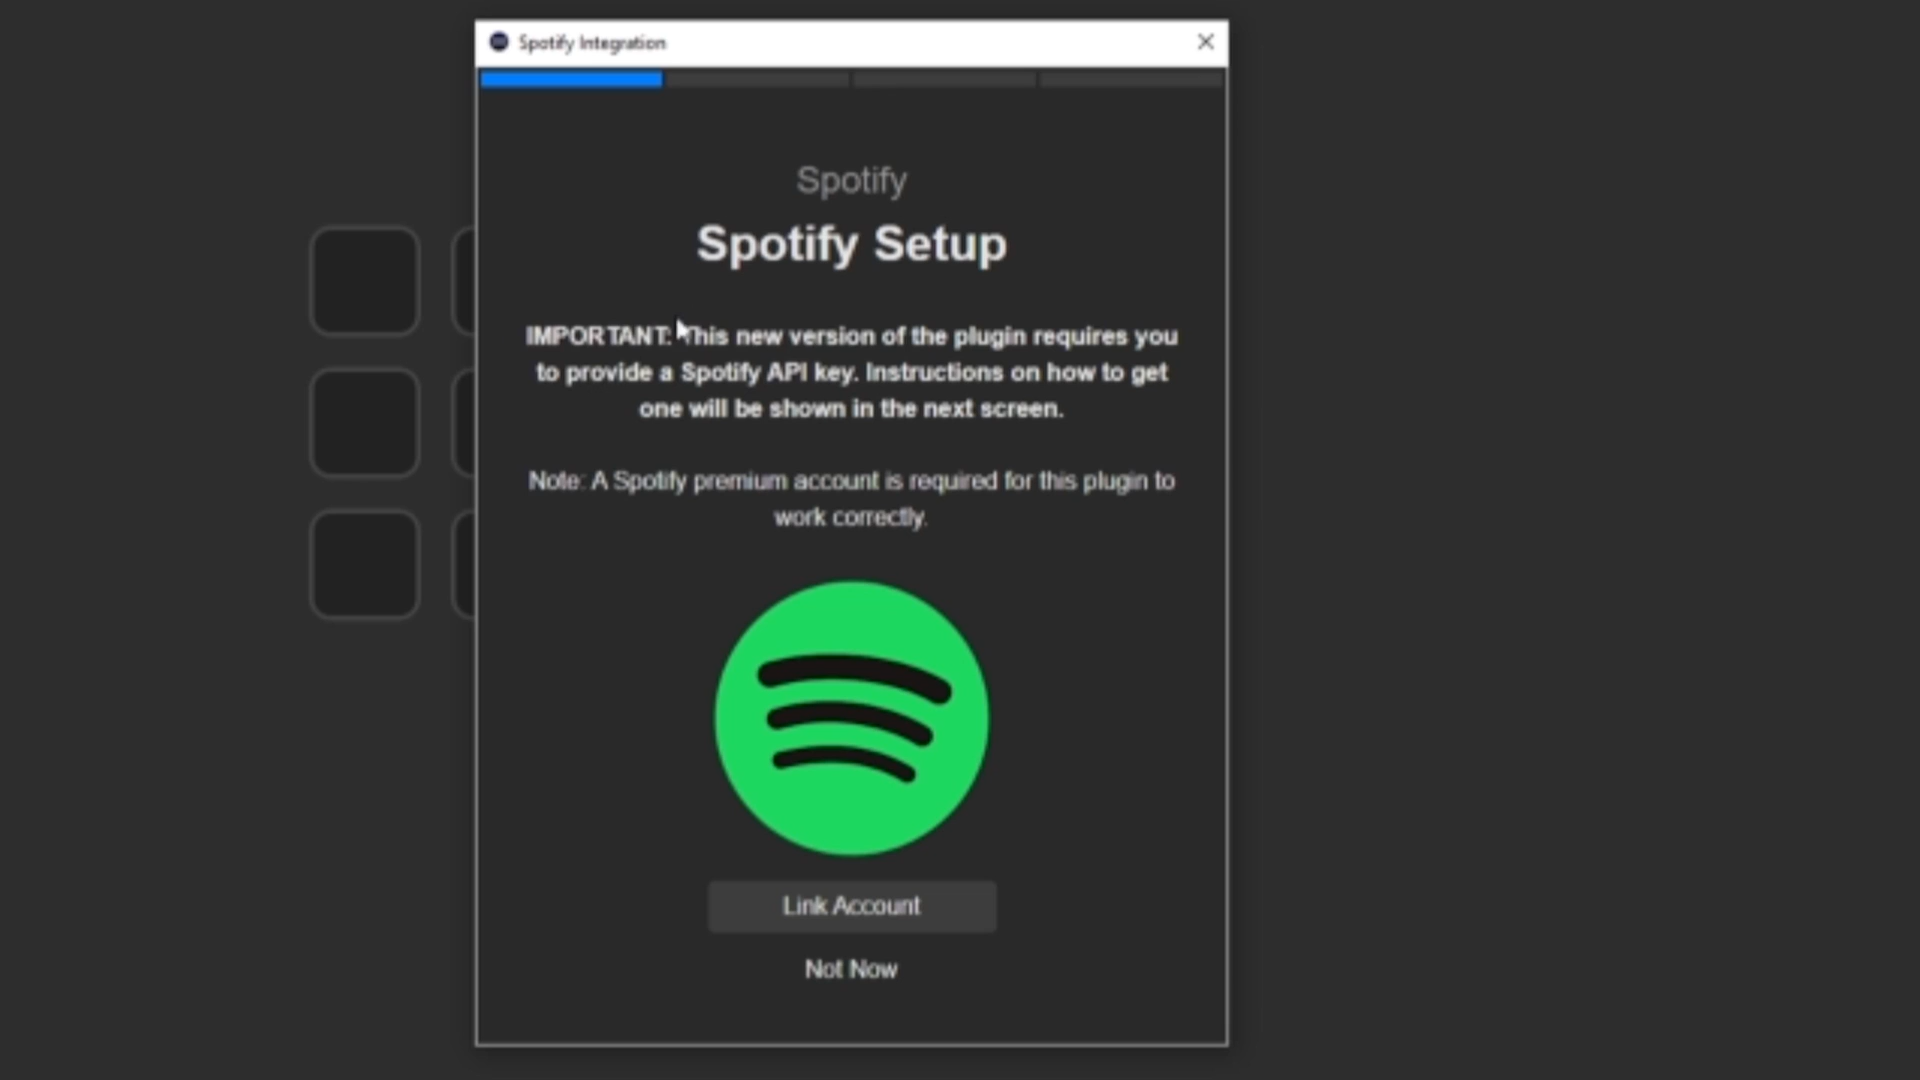 Spotify Integration
Spotify
Spotify Setup
IMPORTANT: This new version of the plugin requires you
to provide a Spotify API key. Instructions on how to get
one will be shown in the next screen.
Note: A Spotify premium account is required for this plugin to
work correctly.
Link Account
Not Now